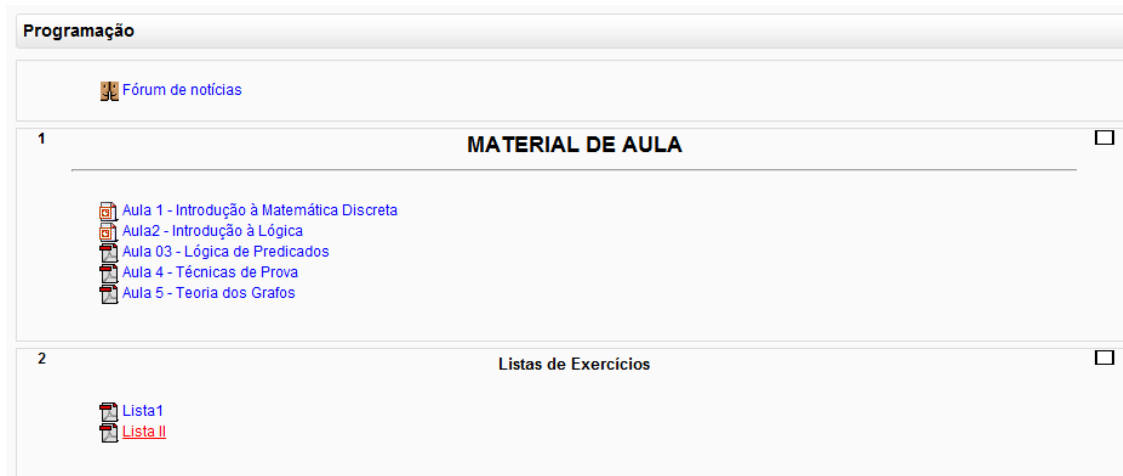 Programação
Fórum de notícias
1
MATERIAL DE AULA
Aula 1 - Introdução à Matemática Discreta
Aula2 - Introdução à Lógica
Aula 03 - Lógica de Predicados
Aula 4 - Técnicas de Prova
Aula 5 - Teoria dos Grafos
2
Listas de Exercícios
Lista1
Lista II